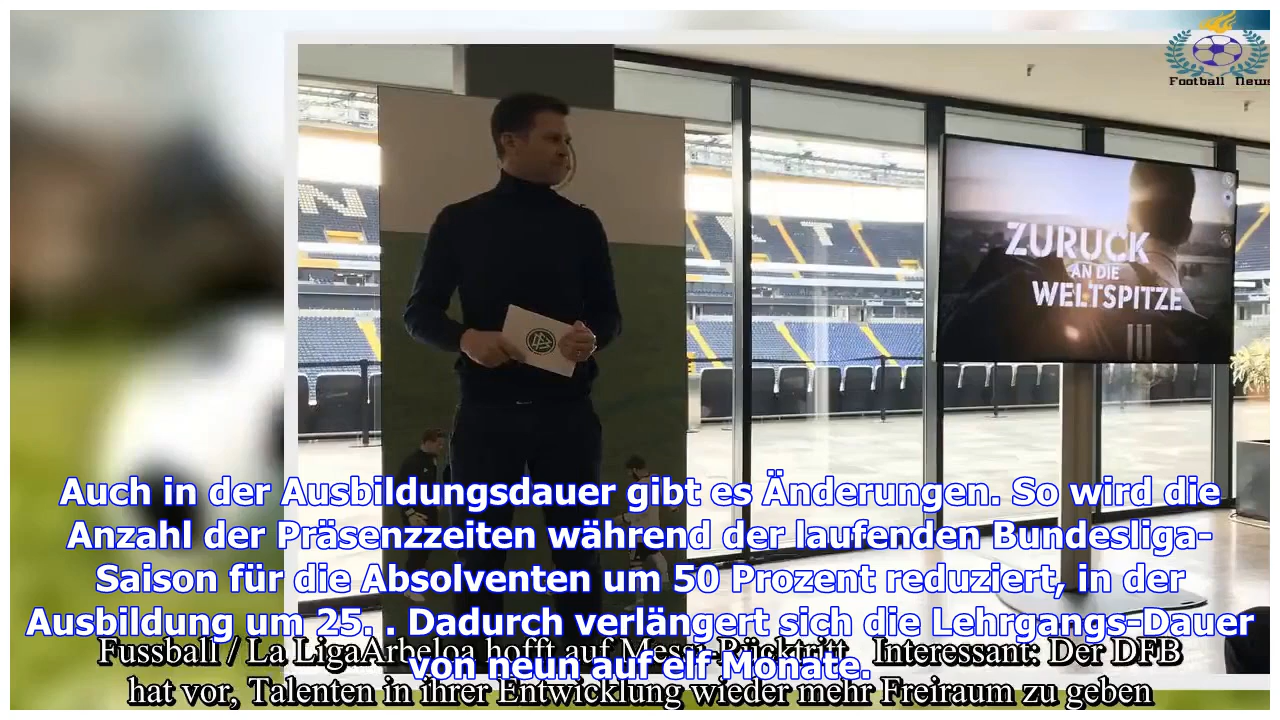 Football News
N
T
ZURÜCK
AN DIE
WELTSPITZE
Auch in der Ausbildungsdauer gibt es Änderungen. So wird die
Anzahl der Präsenzzeiten während der laufenden Bundesliga-
Saison für die Absolventen um 50 Prozent reduziert, in der
Ausbildung um 25. . Dadurch verlängert sich die Lehrgangs-Dauer
von neun auf elf Monate.
Fussball / La LigaArbeloa hofft auf Messi-Rücktritt Interessant: Der DFB
hat vor, Talenten in ihrer Entwicklung wieder mehr Freiraum zu geben